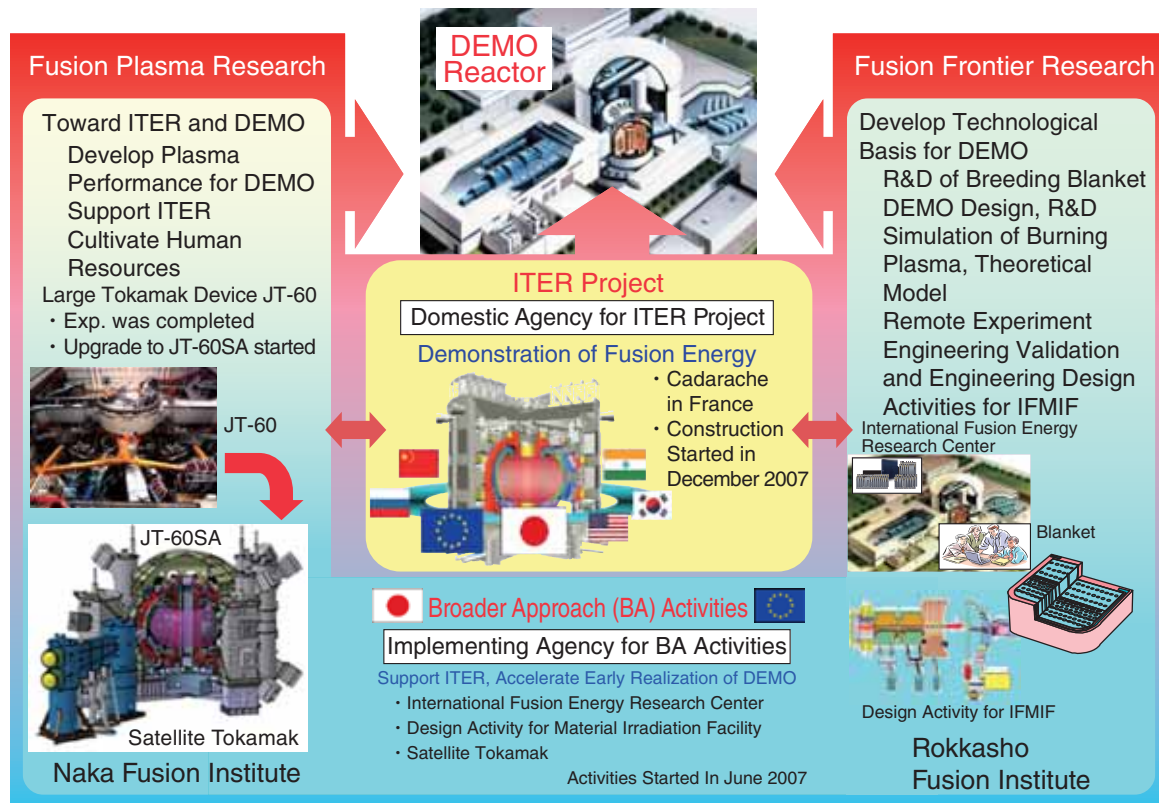 Fusion Plasma Research
Toward ITER and DEMO
Develop Plasma
Performance for DEMO
Support ITER
Cultivate Human
Resources
Large Tokamak Device JT-60
・Exp. was completed
・Upgrade to JT-60SA started
JT-60
JT-60SA
Satellite Tokamak
Naka Fusion Institute
DEMO
Reactor
ITER Project
Domestic Agency for ITER Project
Demonstration of Fusion Energy
・Cadarache
in France
・Construction
Started in
December 2007
Broader Approach (BA) Activities
Implementing Agency for BA Activities
Support ITER, Accelerate Early Realization of DEMO
・International Fusion Energy Research Center
・Design Activity for Material Irradiation Facility
・Satellite Tokamak
Activities Started In June 2007
Fusion Frontier Research
Develop Technological
Basis for DEMO
R&D of Breeding Blanket
DEMO Design, R&D
Simulation of Burning
Plasma, Theoretical
Model
Remote Experiment
Engineering Validation
and Engineering Design
Activities for IFMIF
International Fusion Energy
Research Center
Blanket
Design Activity for IFMIF
Rokkasho
Fusion Institute